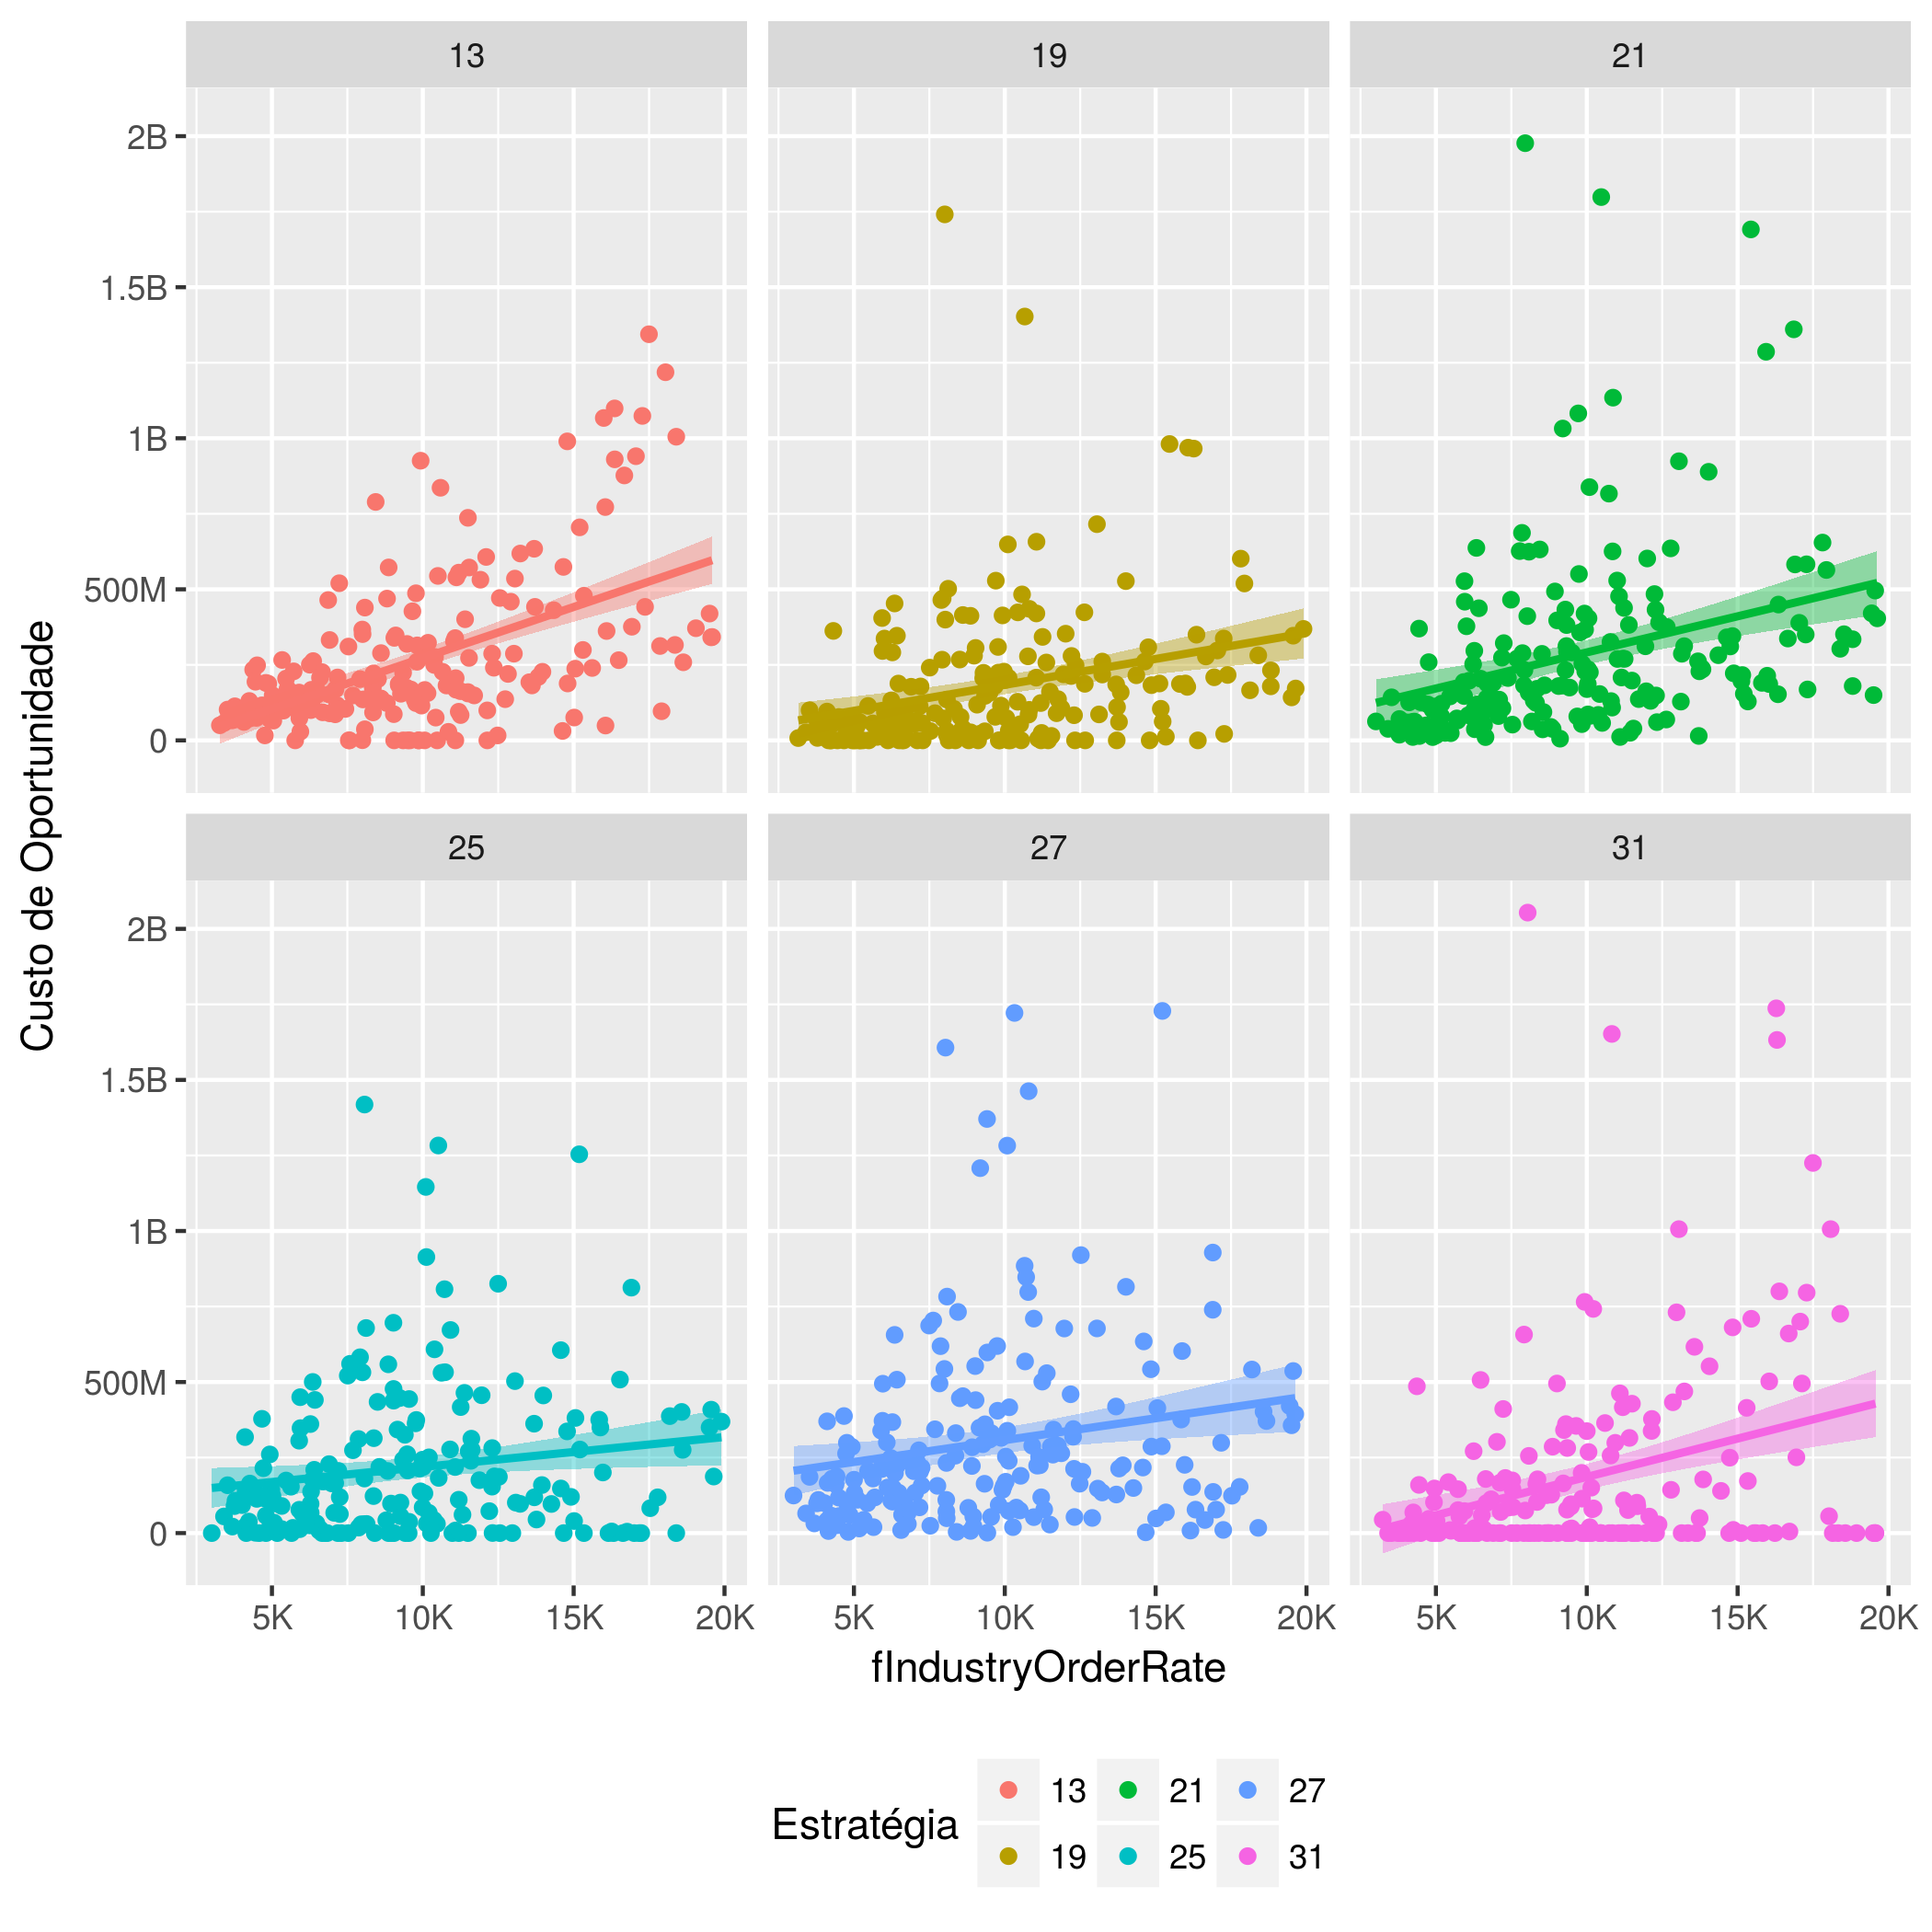 13 19 21
2B
1.5B
1B
500M
0
25 27 31
2B
1.5B
1B
500M
0
Custo de Oportunidade
5K 10K 15K 20K 5K 10K 15K 20K 5K 10K 15K 20K
fIndustryOrderRate
Estratégia
13 21 27
19 25 31